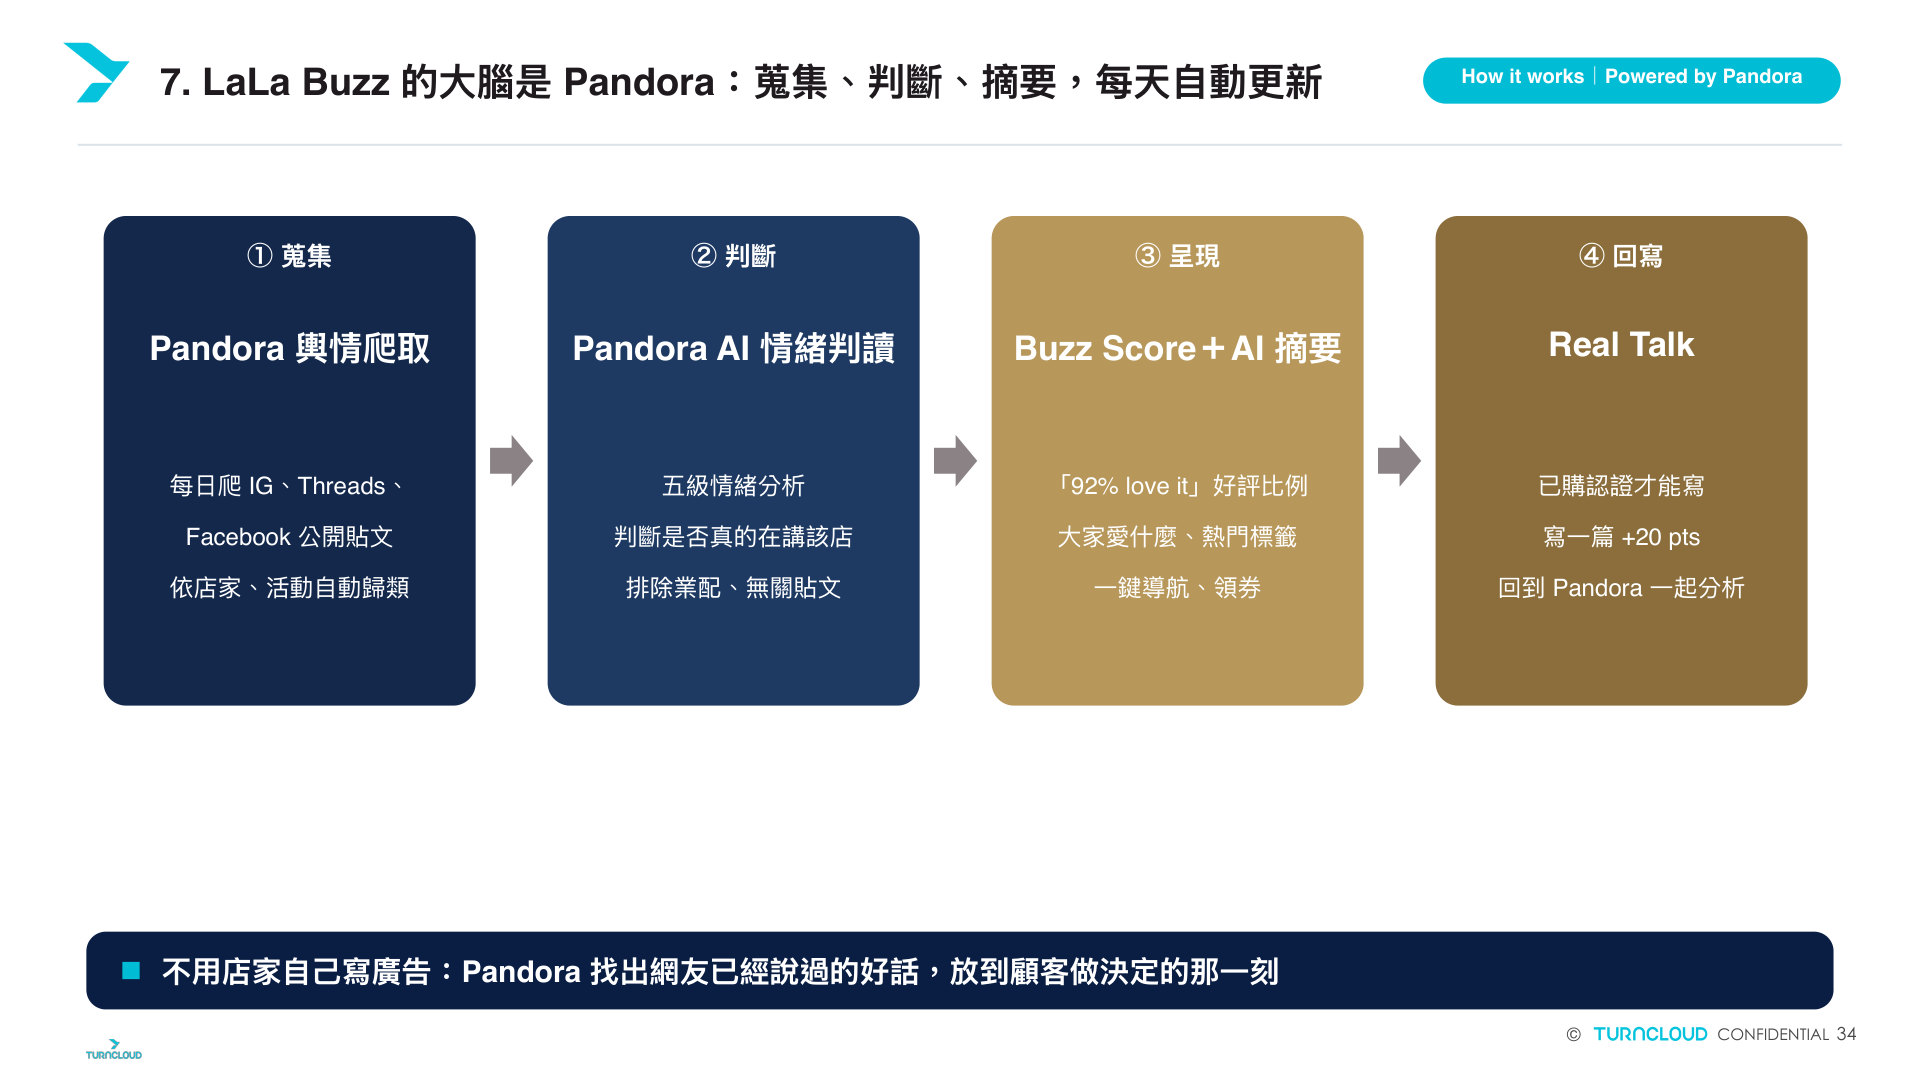 7. LaLa Buzz 的大腦是 Pandora：蒐集、判斷、摘要，每天自動更新
How it works｜Powered by Pandora
① 蒐集
Pandora 輿情爬取
每日爬 IG、Threads、
Facebook 公開貼文
依店家、活動自動歸類
② 判斷
Pandora AI 情緒判讀
五級情緒分析
判斷是否真的在講該店
排除業配、無關貼文
③ 呈現
Buzz Score＋AI 摘要
「92% love it」好評比例
大家愛什麼、熱門標籤
一鍵導航、領券
④ 回寫
Real Talk
已購認證才能寫
寫一篇 +20 pts
回到 Pandora 一起分析
不用店家自己寫廣告：Pandora 找出網友已經說過的好話，放到顧客做決定的那一刻
TURNCLOUD
© TURNCLOUD CONFIDENTIAL 34